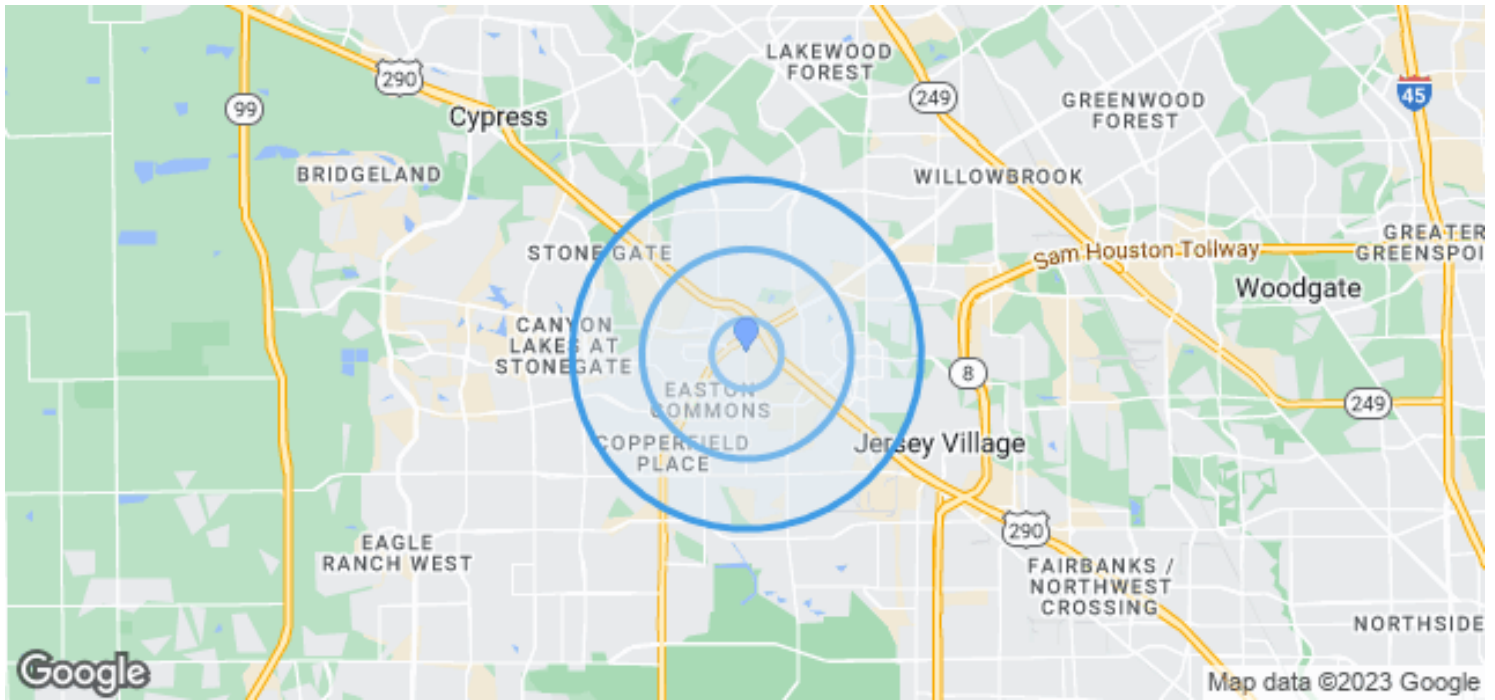 LAKEWOOD
FOREST
290
249
45
99
Cypress
GREENWOOD
FOREST
BRIDGELAND
WILLOWBROOK
STONE GATE
Sam Houston Tollway
GREATER
GREENSPOI
Woodgate
CANYON
LAKES AT
STONEGATE
8
EASTON
COMMONS
249
COPPERFIELD
PLACE
Jersey Village
290
EAGLE
RANCH WEST
FAIRBANKS /
NORTHWEST
CROSSING
NORTHSIDE
Google
Map data ©2023 Google